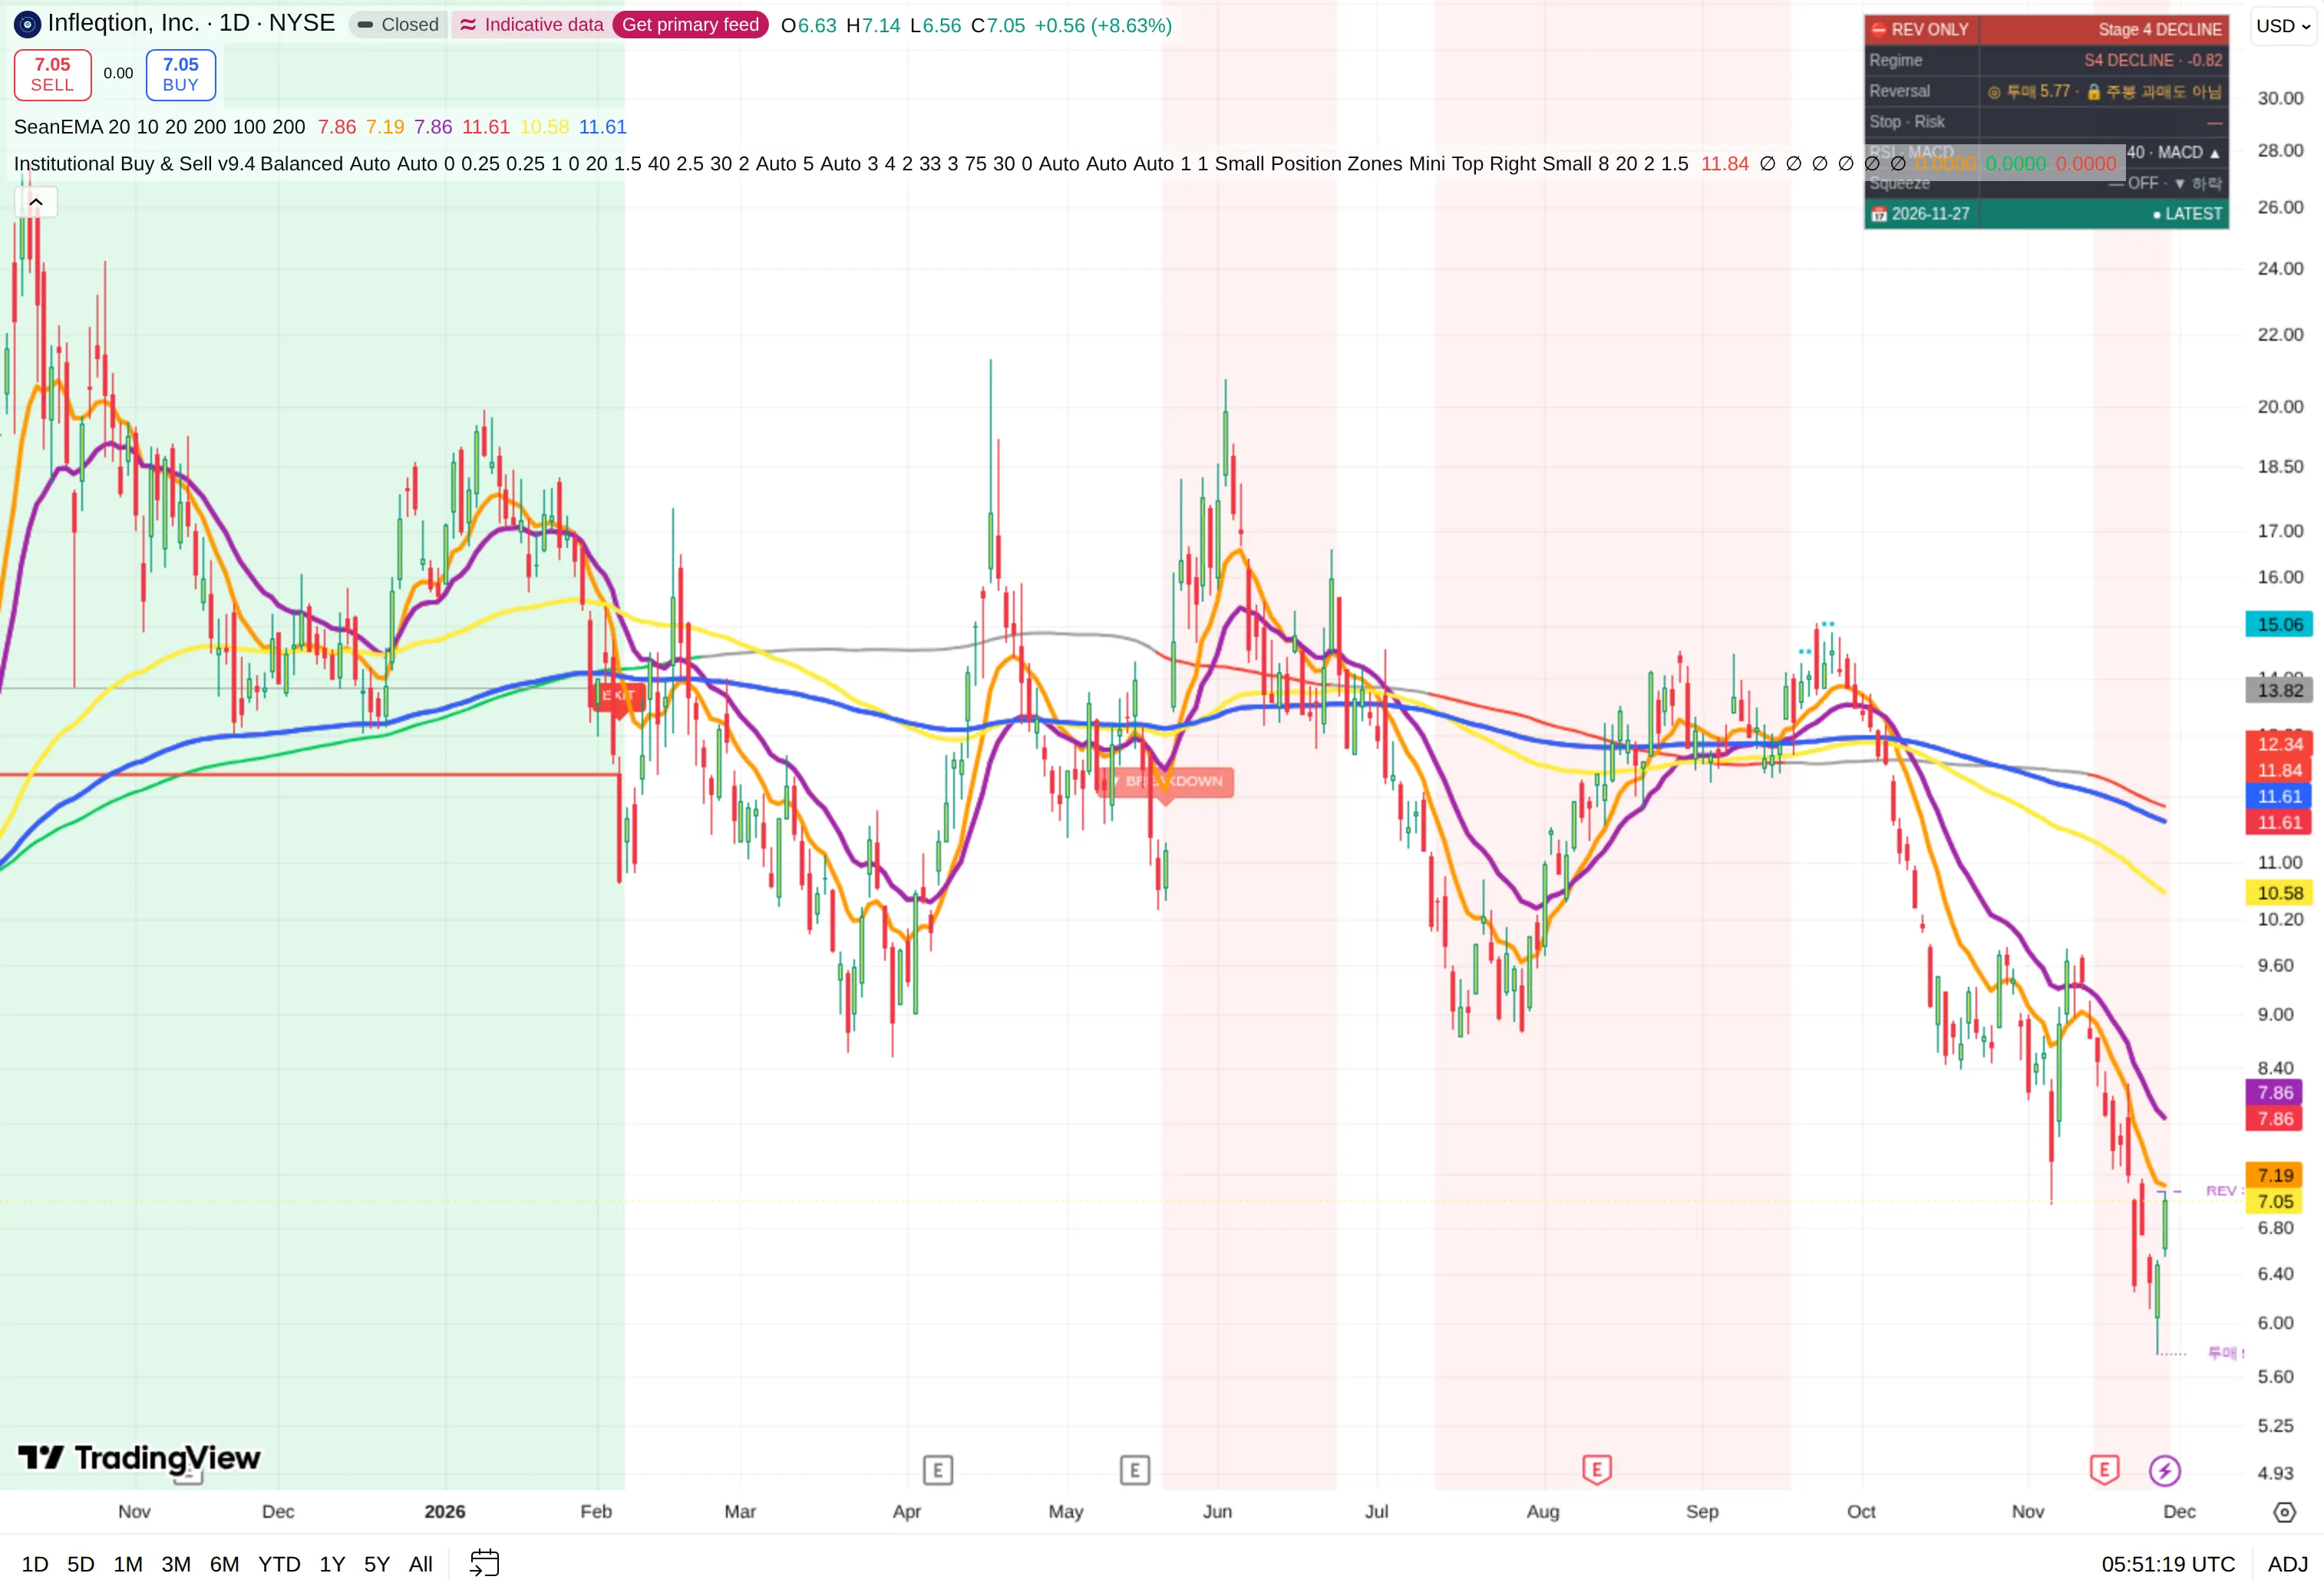 Infleqtion, Inc. · 1D · NYSE
Closed
Indicative data
Get primary feed
O6.63 H7.14 L6.56 C7.05 +0.56 (+8.63%)
7.05
SELL
0.00
7.05
BUY
SeanEMA 20 10 20 200 100 200 7.86 7.19 7.86 11.61 10.58 11.61
Institutional Buy & Sell v9.4 Balanced Auto Auto 0 0.25 0.25 1 0 20 1.5 40 2.5 30 2 Auto 5 Auto 3 4 2 33 3 75 30 0 Auto Auto Auto 1 1 Small Position Zones Mini Top Right Small 8 20 2 1.5 11.84 ∅ ∅ ∅ ∅ ∅ ∅ 0.0000 0.0000 0.0000
⛔ REV ONLY Stage 4 DECLINE
Regime S4 DECLINE · -0.82
Reversal ◎ 투매 5.77 · 🔒 주봉 과매도 아님
Stop · Risk —
RSI · MACD 40 · MACD ▲
Squeeze — OFF · ▼ 하락
📅 2026-11-27 ● LATEST
USD
30.00
28.00
26.00
24.00
22.00
20.00
18.50
17.00
16.00
15.06
13.82
12.34
11.84
11.61
11.61
11.00
10.58
10.20
9.60
9.00
8.40
7.86
7.86
7.19
7.05
6.80
6.40
6.00
5.60
5.25
4.93
EXIT
▼ BREAKDOWN
REV
투매
TradingView
E
E
E
E
Nov Dec 2026 Feb Mar Apr May Jun Jul Aug Sep Oct Nov Dec
1D 5D 1M 3M 6M YTD 1Y 5Y All
05:51:19 UTC
ADJ